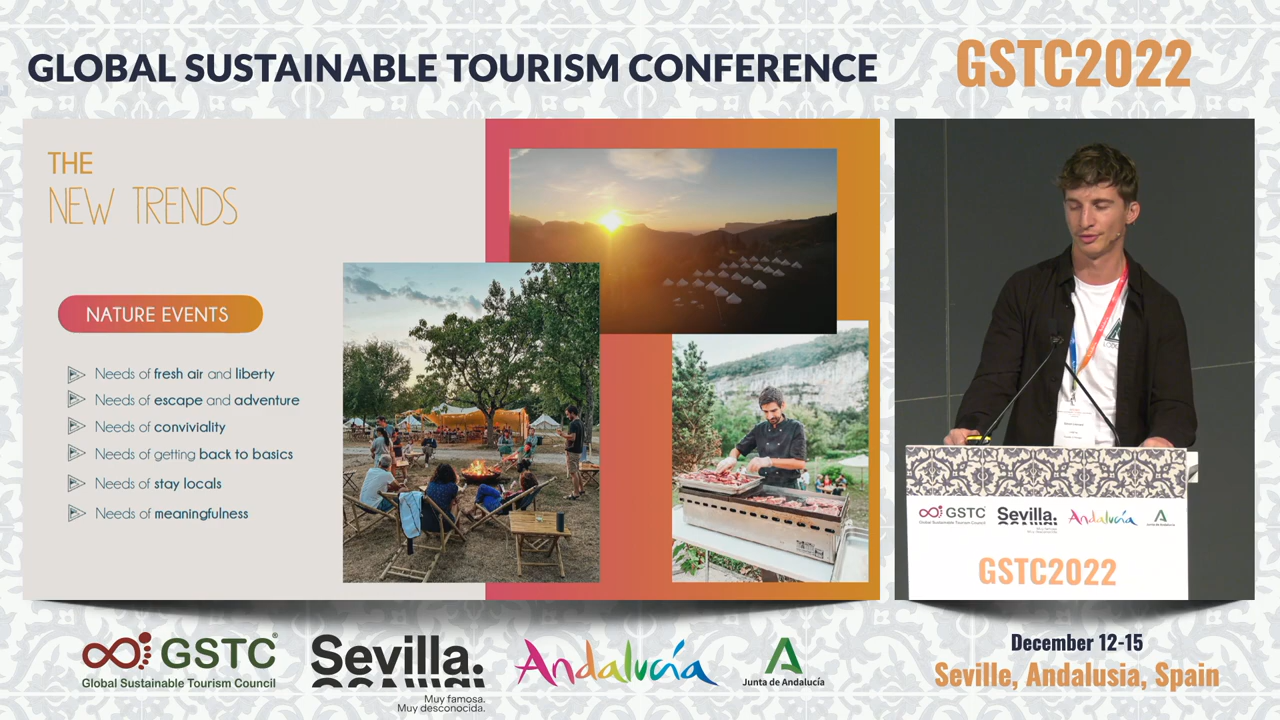 GLOBAL SUSTAINABLE TOURISM CONFERENCE
GSTC2022
THE
NEW TRENDS
NATURE EVENTS
Needs of fresh air and liberty
Needs of escape and adventure
Needs of conviviality
Needs of getting back to basics
Needs of stay locals
Needs of meaningfulness
GSTC
Global Sustainable Tourism Council
Sevilla.
Andalucía
Junta de Andalucía
GSTC2022
GSTC®
Global Sustainable Tourism Council
Sevilla.
Muy famosa.
Muy desconocida.
Andalucía
Junta de Andalucía
December 12-15
Seville, Andalusia, Spain